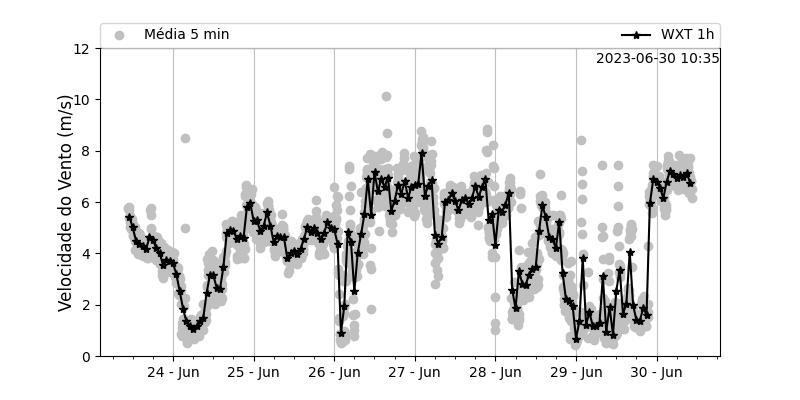 Média 5 min
WXT 1h
2023-06-30 10:35
Velocidade do Vento (m/s)
12
10
8
6
4
2
0
24 - Jun
25 - Jun
26 - Jun
27 - Jun
28 - Jun
29 - Jun
30 - Jun